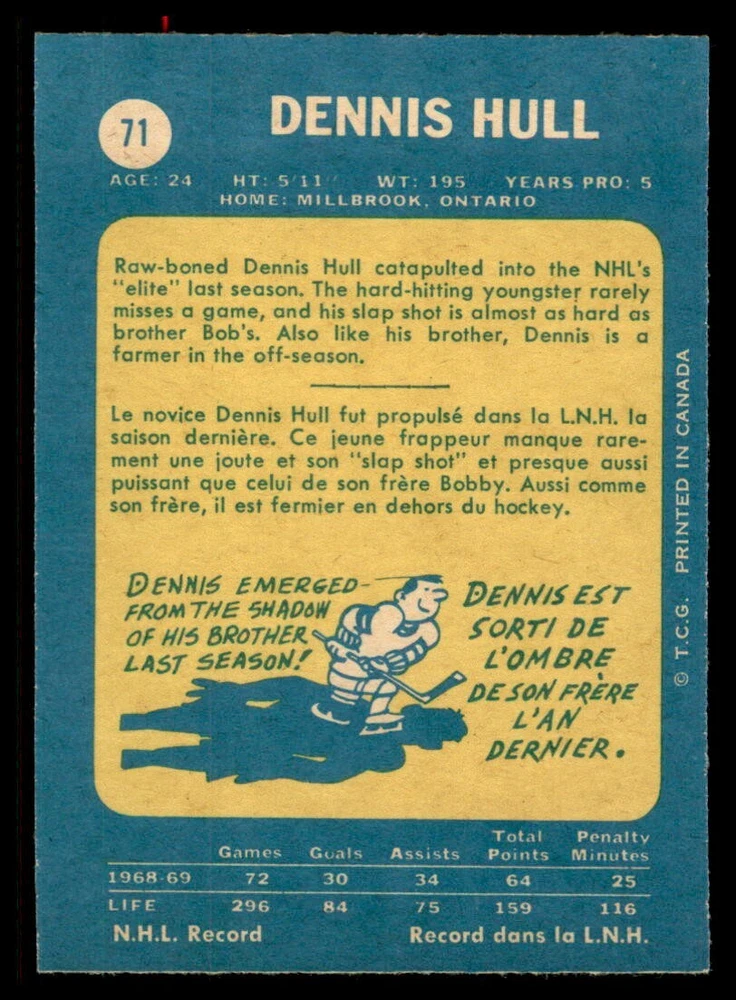 71
DENNIS HULL
AGE: 24 HT: 5'11" WT: 195 YEARS PRO: 5
HOME: MILLBROOK, ONTARIO
Raw-boned Dennis Hull catapulted into the NHL's
"elite" last season. The hard-hitting youngster rarely
misses a game, and his slap shot is almost as hard as
brother Bob's. Also like his brother, Dennis is a
farmer in the off-season.
Le novice Dennis Hull fut propulsé dans la L.N.H. la
saison dernière. Ce jeune frappeur manque rare-
ment une joute et son "slap shot" et presque aussi
puissant que celui de son frère Bobby. Aussi comme
son frère, il est fermier en dehors du hockey.
DENNIS EMERGED
FROM THE SHADOW
OF HIS BROTHER
LAST SEASON!
DENNIS EST
SORTI DE
L'OMBRE
DE SON FRÈRE
L'AN
DERNIER.
Games Goals Assists Total Points Penalty Minutes
1968-69 72 30 34 64 25
LIFE 296 84 75 159 116
N.H.L. Record Record dans la L.N.H.
© T.C.G. PRINTED IN CANADA